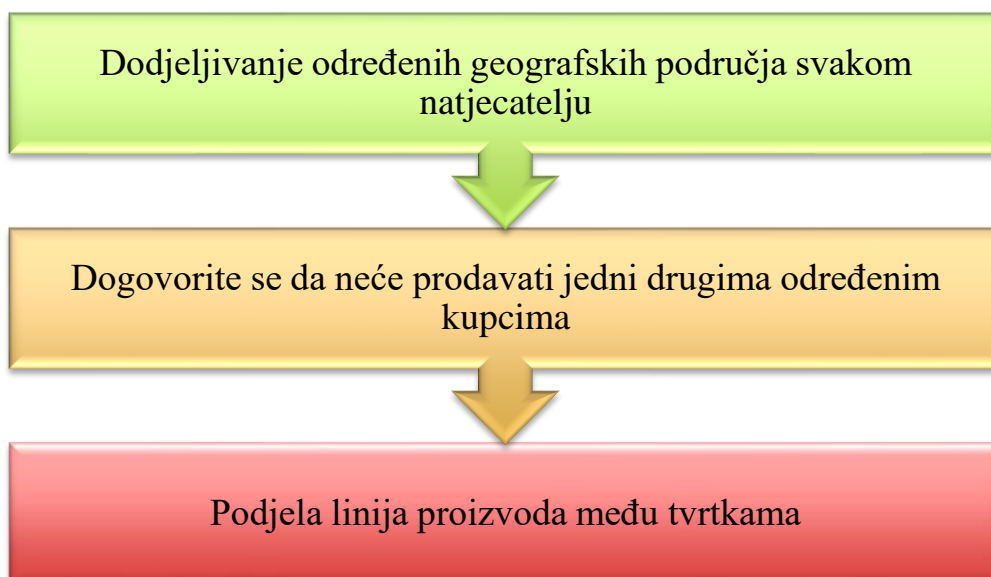 Dodjeljivanje određenih geografskih područja svakom
natjecatelju
Dogovorite se da neće prodavati jedni drugima određenim
kupcima
Podjela linija proizvoda među tvrtkama